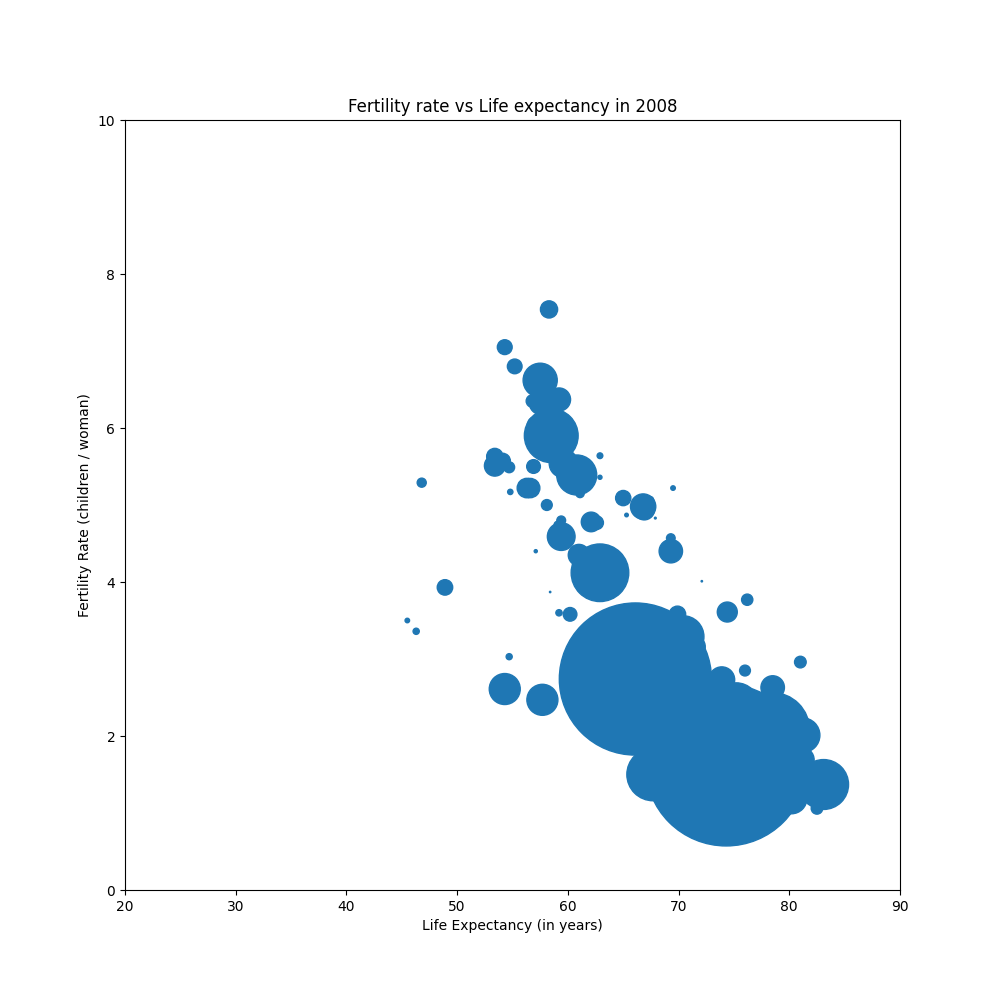 Fertility rate vs Life expectancy in 2008
10
8
6
4
2
0
Fertility Rate (children / woman)
20 30 40 50 60 70 80 90
Life Expectancy (in years)